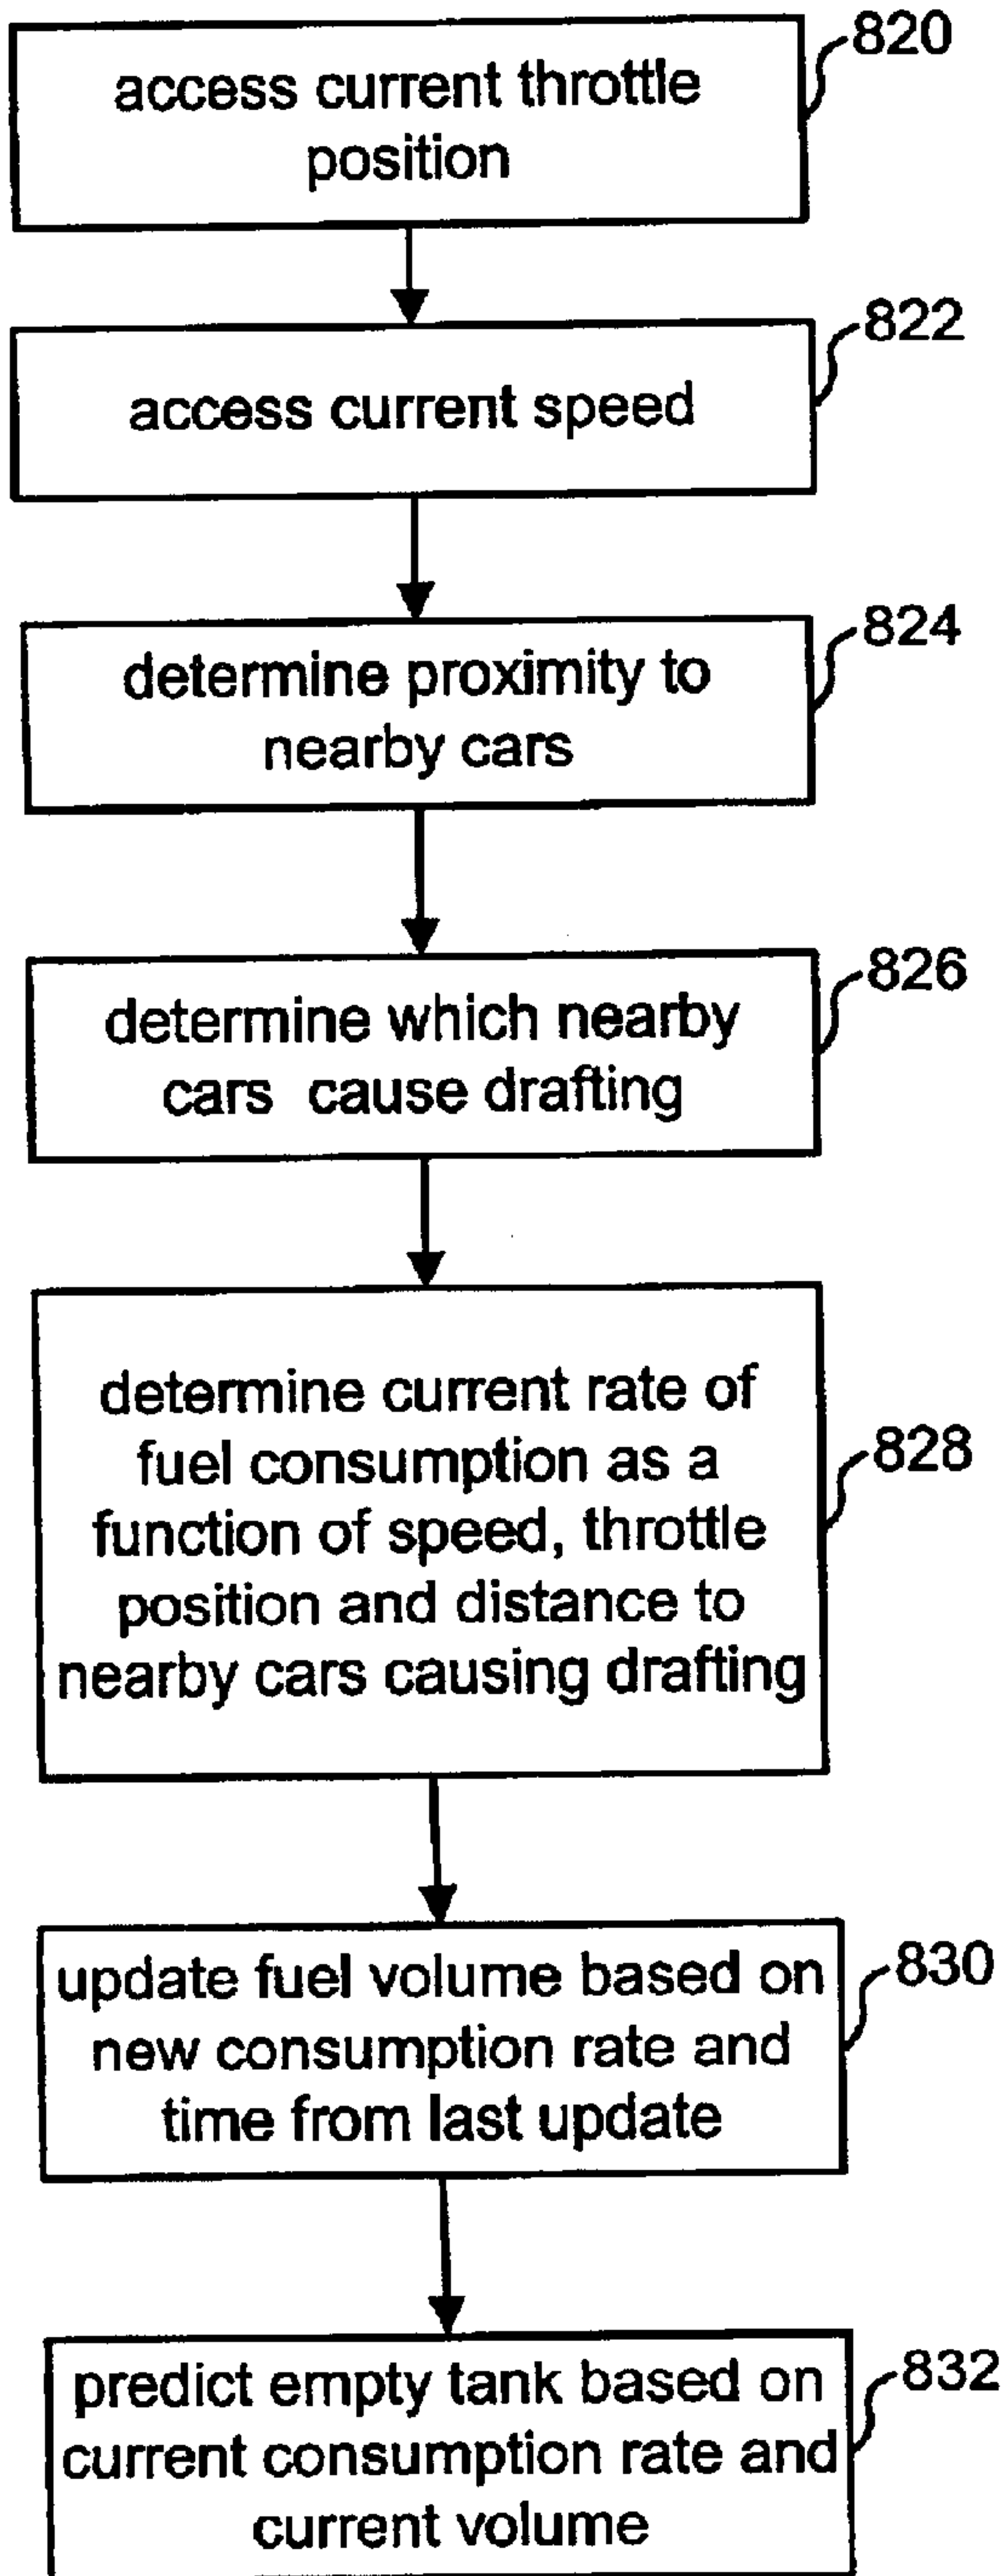 820
access current throttle
position
822
access current speed
824
determine proximity to
nearby cars
826
determine which nearby
cars cause drafting
828
determine current rate of
fuel consumption as a
function of speed, throttle
position and distance to
nearby cars causing drafting
830
update fuel volume based on
new consumption rate and
time from last update
832
predict empty tank based on
current consumption rate and
current volume